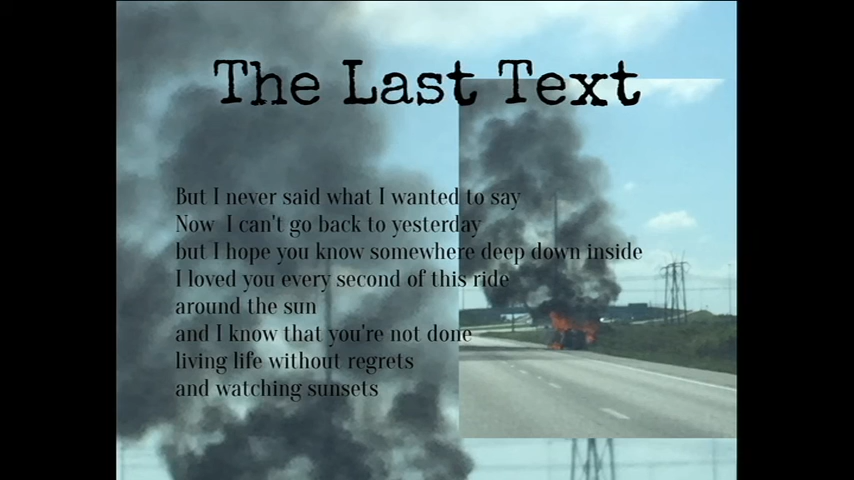 The Last Text
But I never said what I wanted to say
Now I can't go back to yesterday
but I hope you know somewhere deep down inside
I loved you every second of this ride
around the sun
and I know that you're not done
living life without regrets
and watching sunsets